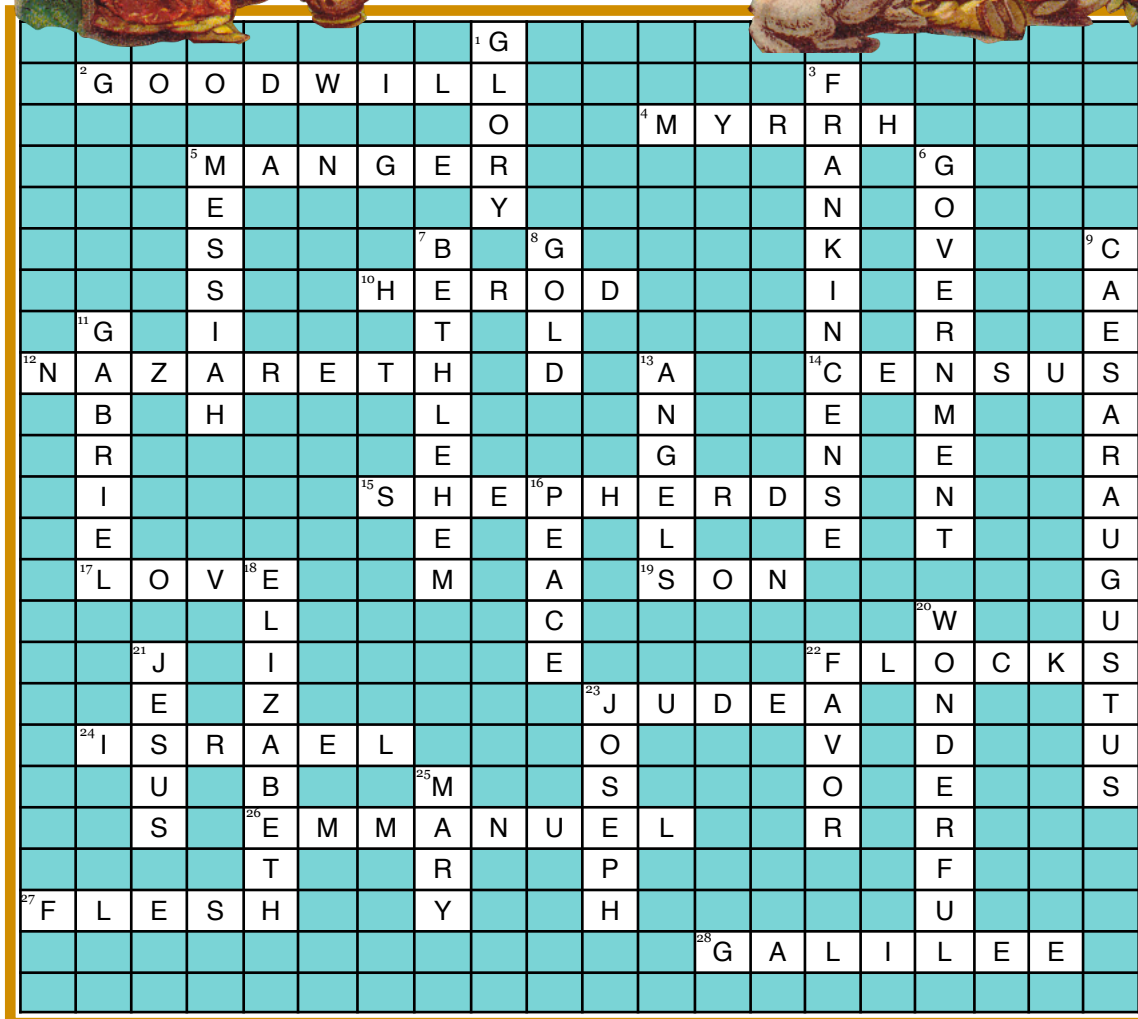 1 G
2 G O O D W I L L 3 F
O 4 M Y R R H
5 M A N G E R A 6 G
E Y N O
S 7 B 8 G K V 9 C
S 10 H E R O D I E A
11 G I T L N R E
12 N A Z A R E T H D 13 A 14 C E N S U S
B H L N E M A
R E G N E R
I 15 S H E 16 P H E R D S N A
E E E L E T U
17 L O V 18 E M A 19 S O N G
L C 20 W U
21 J I E 22 F L O C K S
E Z 23 J U D E A N T
24 I S R A E L O V D U
U B 25 M S O E S
S 26 E M M A N U E L R R
T R P F
27 F L E S H Y H U
28 G A L I L E E